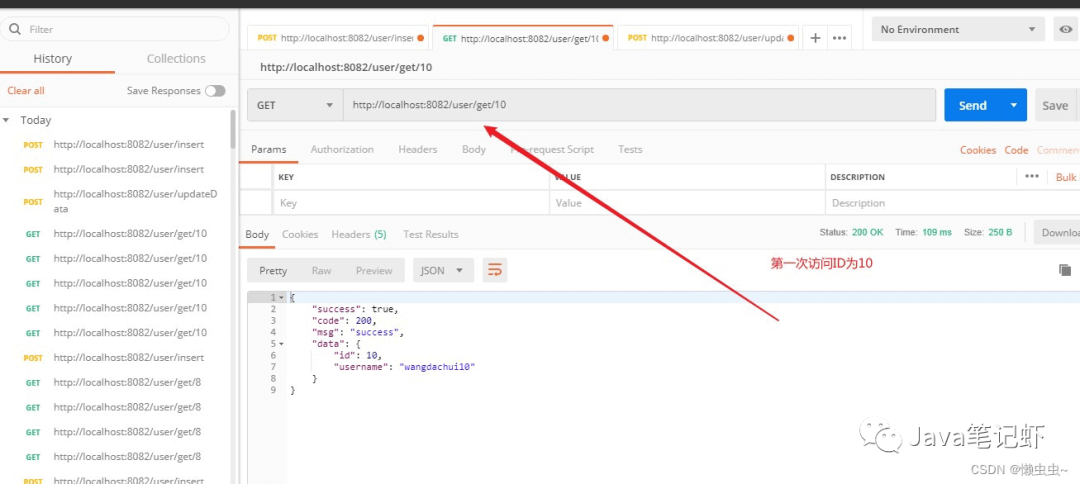 Filter
History Collections
Clear all Save Responses
Today
POST http://localhost:8082/user/insert
POST http://localhost:8082/user/insert
POST http://localhost:8082/user/updateD
ata
GET http://localhost:8082/user/get/10
GET http://localhost:8082/user/get/10
GET http://localhost:8082/user/get/10
GET http://localhost:8082/user/get/10
GET http://localhost:8082/user/get/10
POST http://localhost:8082/user/insert
GET http://localhost:8082/user/get/8
GET http://localhost:8082/user/get/8
GET http://localhost:8082/user/get/8
GET http://localhost:8082/user/get/8
POST http://localhost:8082/user/insert
POST http://localhost:8082/user/inser GET http://localhost:8082/user/get/10 POST http://localhost:8082/user/upda + ••• No Environment
http://localhost:8082/user/get/10
GET http://localhost:8082/user/get/10 Send Save
Params Authorization Headers Body Pre-request Script Tests Cookies Code Commen
KEY VALUE DESCRIPTION ••• Bulk
Key Value Description
Body Cookies Headers (5) Test Results Status: 200 OK Time: 109 ms Size: 250 B Downloa
Pretty Raw Preview JSON
第一次访问ID为10
1 {
2 "success": true,
3 "code": 200,
4 "msg": "success",
5 "data": {
6 "id": 10,
7 "username": "wangdachui10"
8 }
9 }
Java笔记虾
CSDN @懒虫虫~